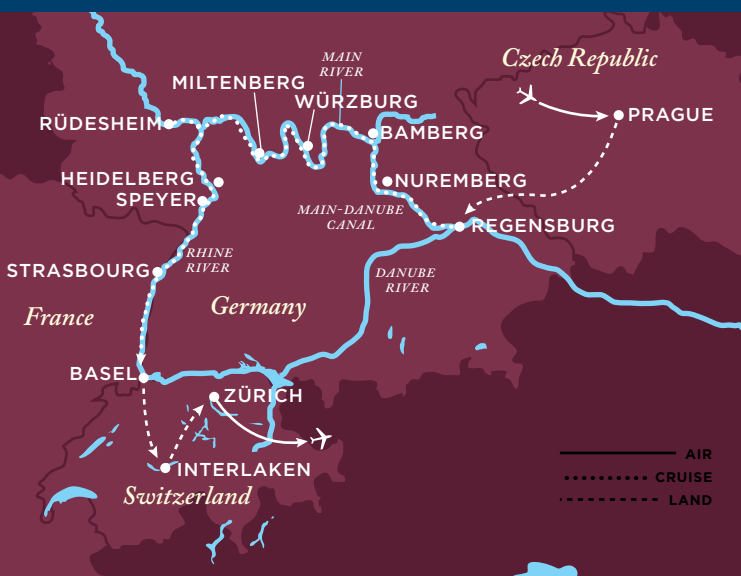 MAIN
RIVER
Czech Republic
MILTENBERG
WÜRZBURG
PRAGUE
RÜDESHEIM
BAMBERG
HEIDELBERG
NUREMBERG
SPEYER
MAIN-DANUBE
CANAL
REGENSBURG
RHINE
RIVER
STRASBOURG
DANUBE
RIVER
Germany
France
BASEL
ZÜRICH
INTERLAKEN
Switzerland
AIR
CRUISE
LAND